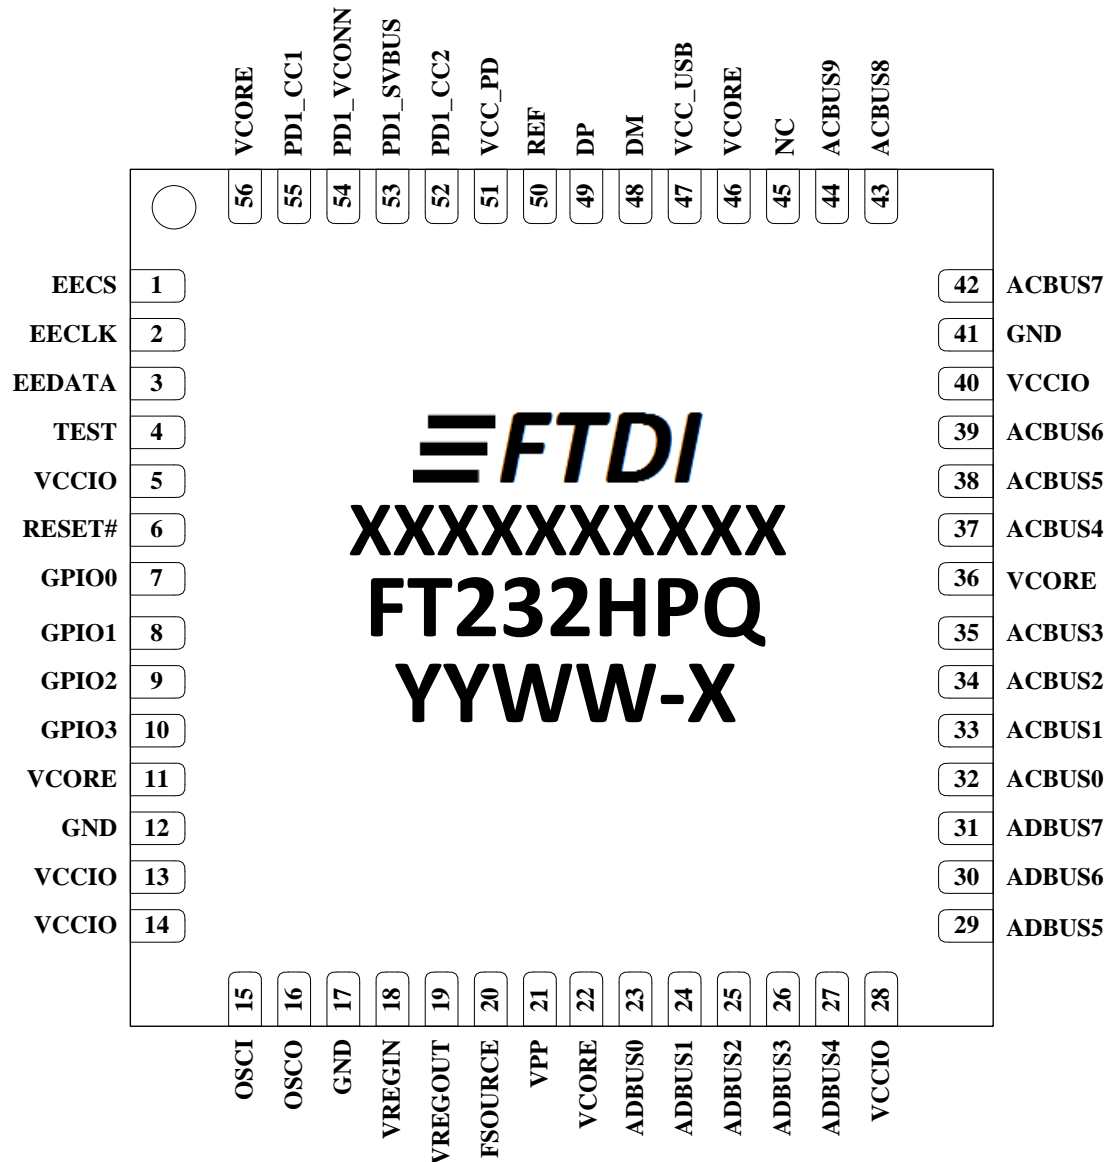 VCORE PD1_CC1 PD1_VCONN PD1_SVBUS PD1_CC2 VCC_PD REF DP DM VCC_USB VCORE NC ACBUS9 ACBUS8
56 55 54 53 52 51 50 49 48 47 46 45 44 43
EECS 1 42 ACBUS7
EECLK 2 41 GND
EEDATA 3 40 VCCIO
TEST 4 39 ACBUS6
VCCIO 5 38 ACBUS5
RESET# 6 37 ACBUS4
GPIO0 7 36 VCORE
GPIO1 8 35 ACBUS3
GPIO2 9 34 ACBUS2
GPIO3 10 33 ACBUS1
VCORE 11 32 ACBUS0
GND 12 31 ADBUS7
VCCIO 13 30 ADBUS6
VCCIO 14 29 ADBUS5
FTDI
XXXXXXXXXX
FT232HPQ
YYWW-X
15 16 17 18 19 20 21 22 23 24 25 26 27 28
OSCI OSCO GND VREGIN VREGOUT FSOURCE VPP VCORE ADBUS0 ADBUS1 ADBUS2 ADBUS3 ADBUS4 VCCIO